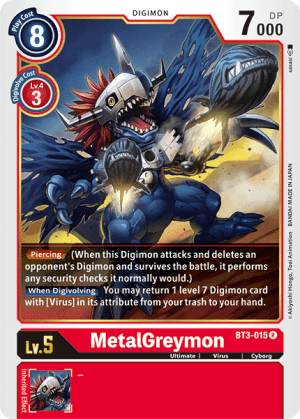 Play Cost
8
DIGIMON
7000
DP
Digivolve Cost
Lv.4
3
Piercing (When this Digimon attacks and deletes an
opponent's Digimon and survives the battle, it performs
any security checks it normally would.)
When Digivolving You may return 1 level 7 Digimon card
with [Virus] in its attribute from your trash to your hand.
sasasi
©Akiyoshi Hongo, Toei Animation BANDAI MADE IN JAPAN
Lv.5
MetalGreymon
BT3-015 R
Ultimate | Virus | Cyborg
Inherited Effect
-